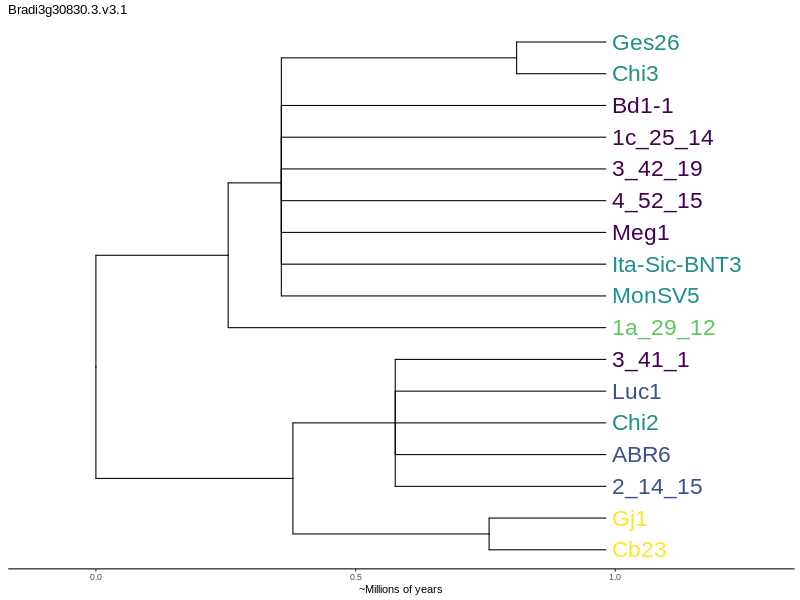 Bradi3g30830.3.v3.1
Ges26
Chi3
Bd1-1
1c_25_14
3_42_19
4_52_15
Meg1
Ita-Sic-BNT3
MonSV5
1a_29_12
3_41_1
Luc1
Chi2
ABR6
2_14_15
Gj1
Cb23
0.0 0.5 1.0
~Millions of years